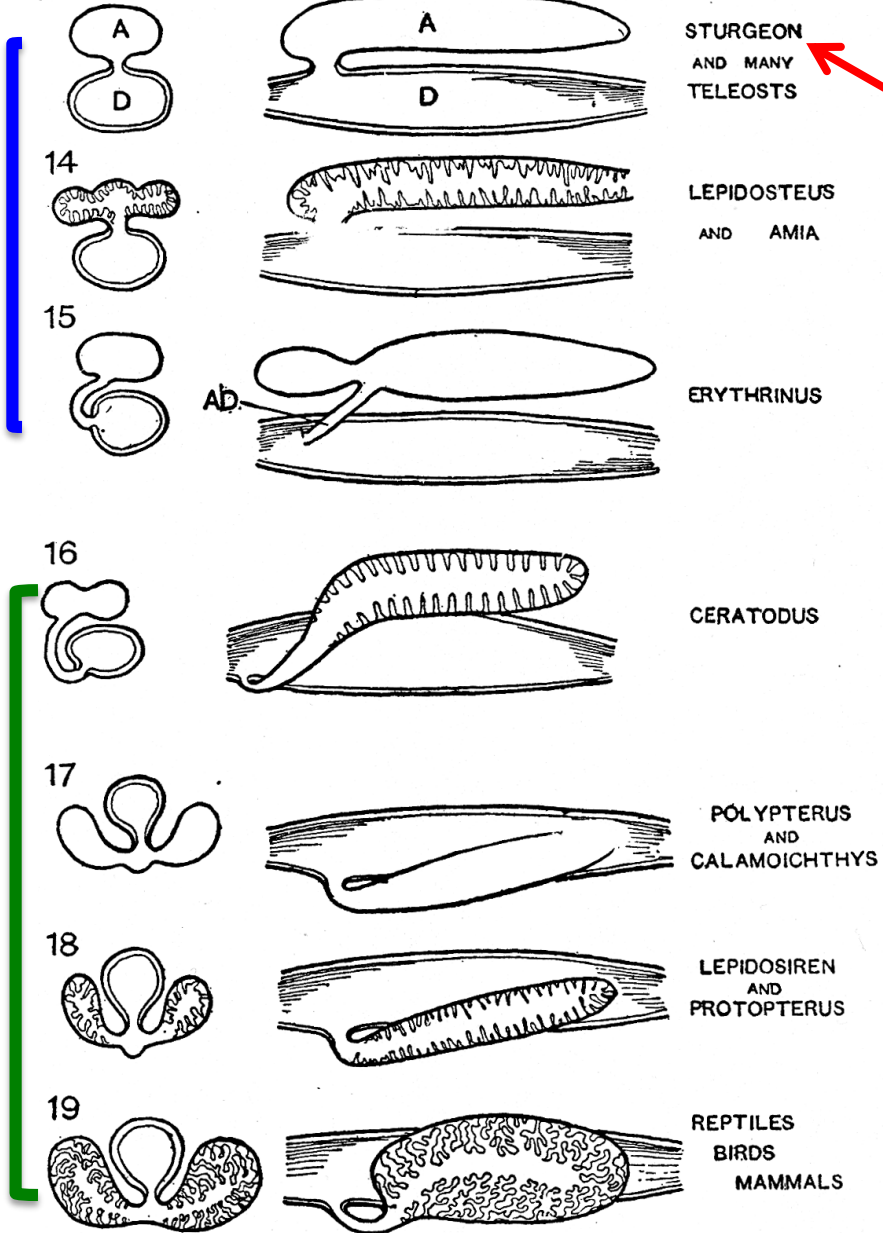 A
A
D
D
STURGEON
AND MANY
TELEOSTS
14
LEPIDOSTEUS
AND AMIA
15
AD.
ERYTHRINUS
16
CERATODUS
17
POLYPTERUS
AND
CALAMOICHTHYS
18
LEPIDOSIREN
AND
PROTOPTERUS
19
REPTILES
BIRDS
MAMMALS